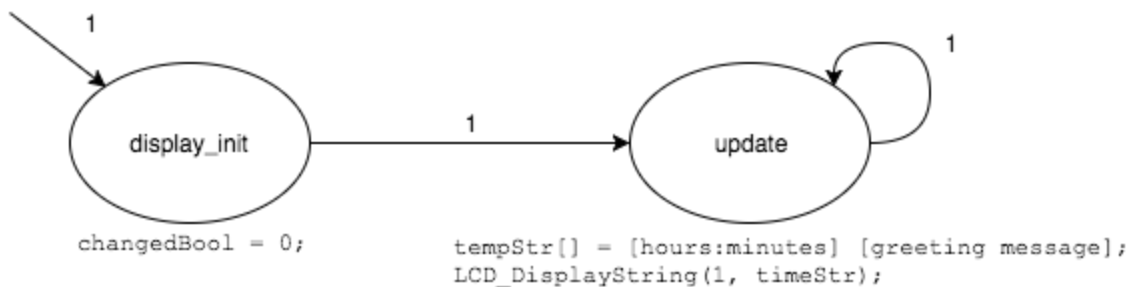 1
1
1
display_init
update
changedBool = 0;
tempStr[] = [hours:minutes] [greeting message];
LCD_DisplayString(1, timeStr);